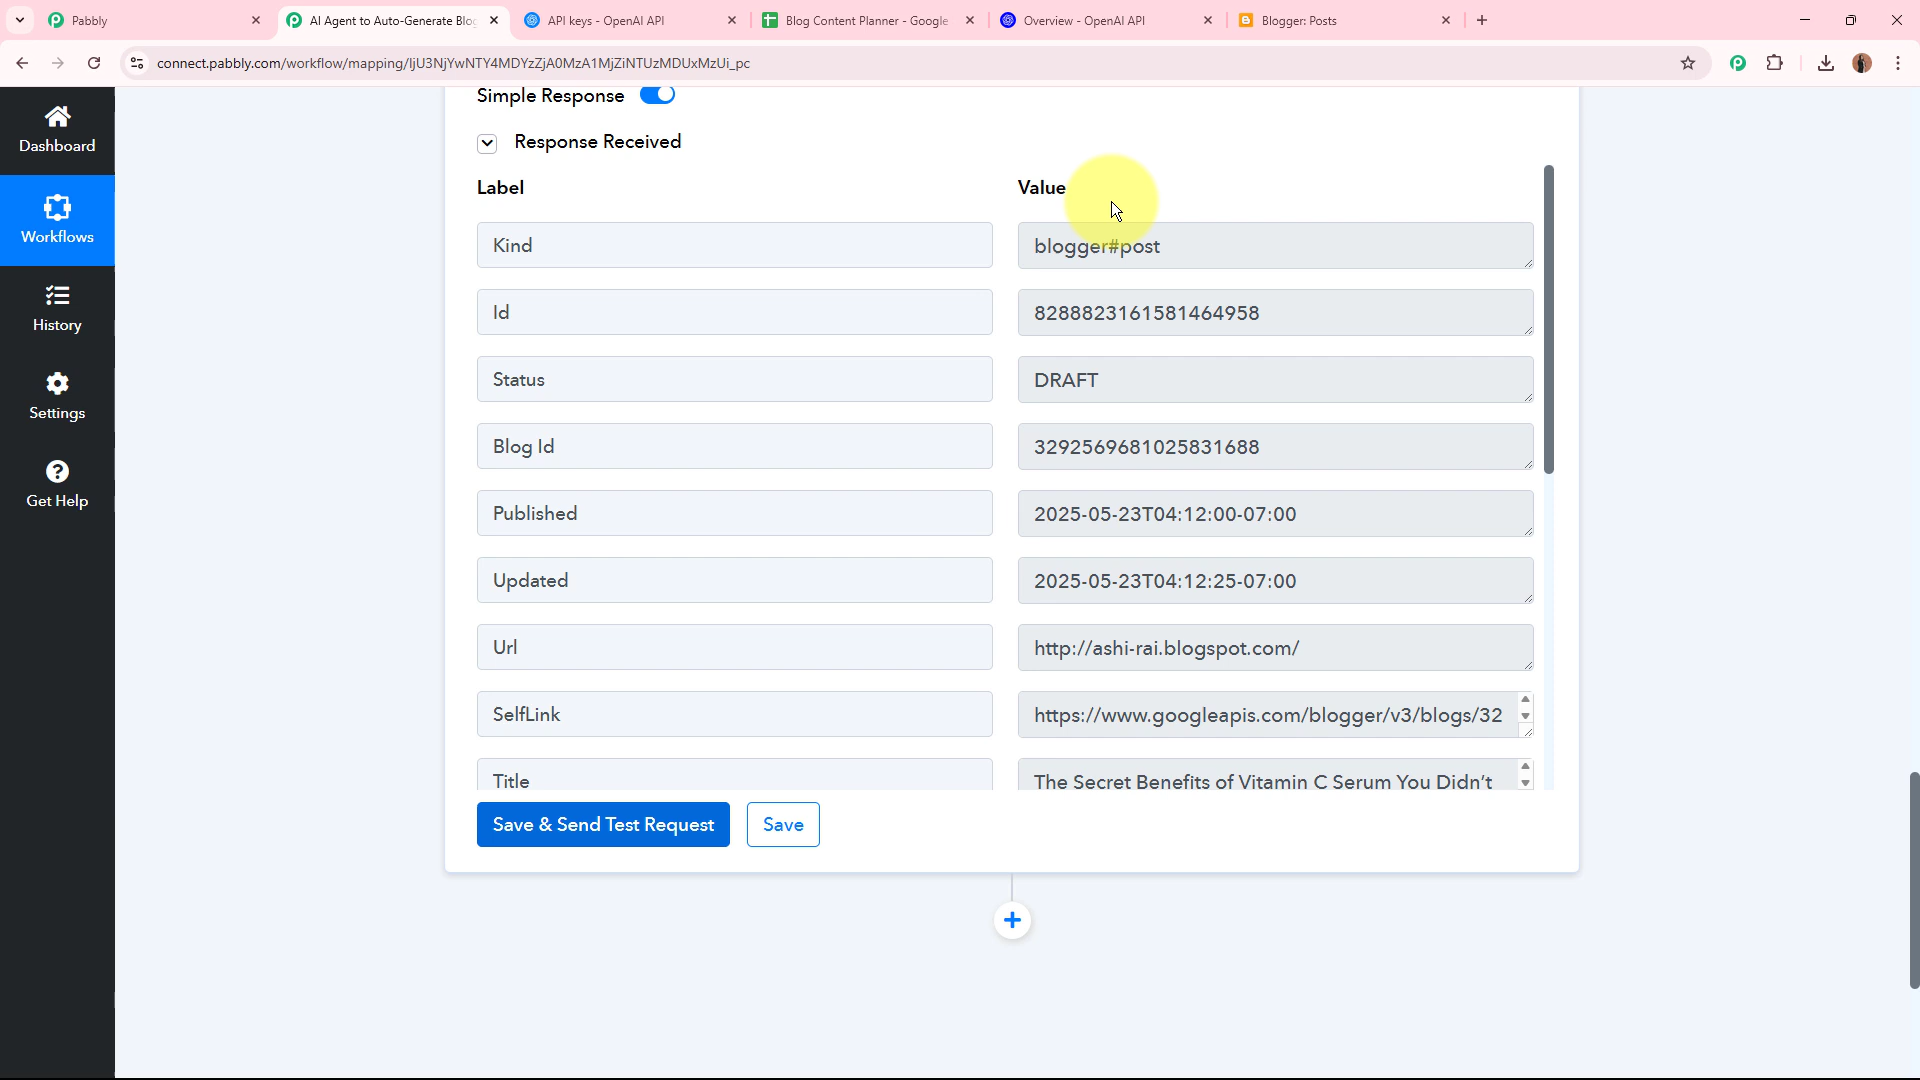 Pabbly
AI Agent to Auto-Generate Blog
API keys - OpenAI API
Blog Content Planner - Google
Overview - OpenAI API
Blogger: Posts
connect.pabbly.com/workflow/mapping/IjU3NjYwNTY4MDYzZjA0MzA1MjZiNTUzMDUxMzUi_pc
Dashboard
Workflows
History
Settings
Get Help
Simple Response
Response Received
Label Value
Kind blogger#post
Id 8288823161581464958
Status DRAFT
Blog Id 3292569681025831688
Published 2025-05-23T04:12:00-07:00
Updated 2025-05-23T04:12:25-07:00
Url http://ashi-rai.blogspot.com/
SelfLink https://www.googleapis.com/blogger/v3/blogs/32
Title The Secret Benefits of Vitamin C Serum You Didn’t
Save & Send Test Request Save